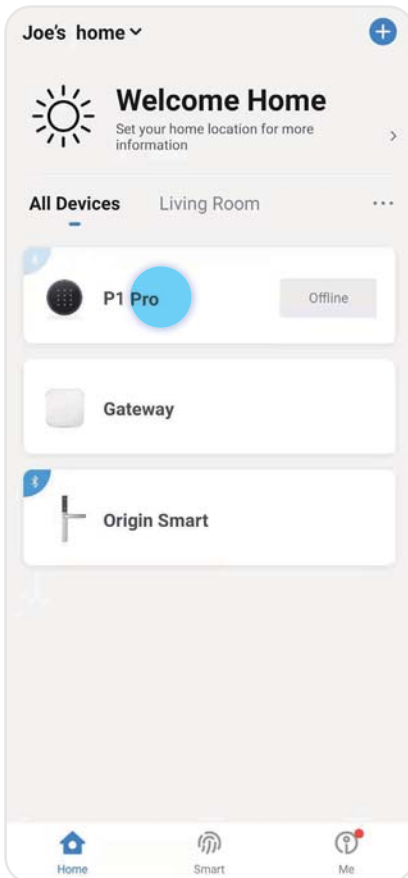 Joe's home
Welcome Home
Set your home location for more
information
All Devices Living Room
P1 Pro Offline
Gateway
Origin Smart
Home Smart Me